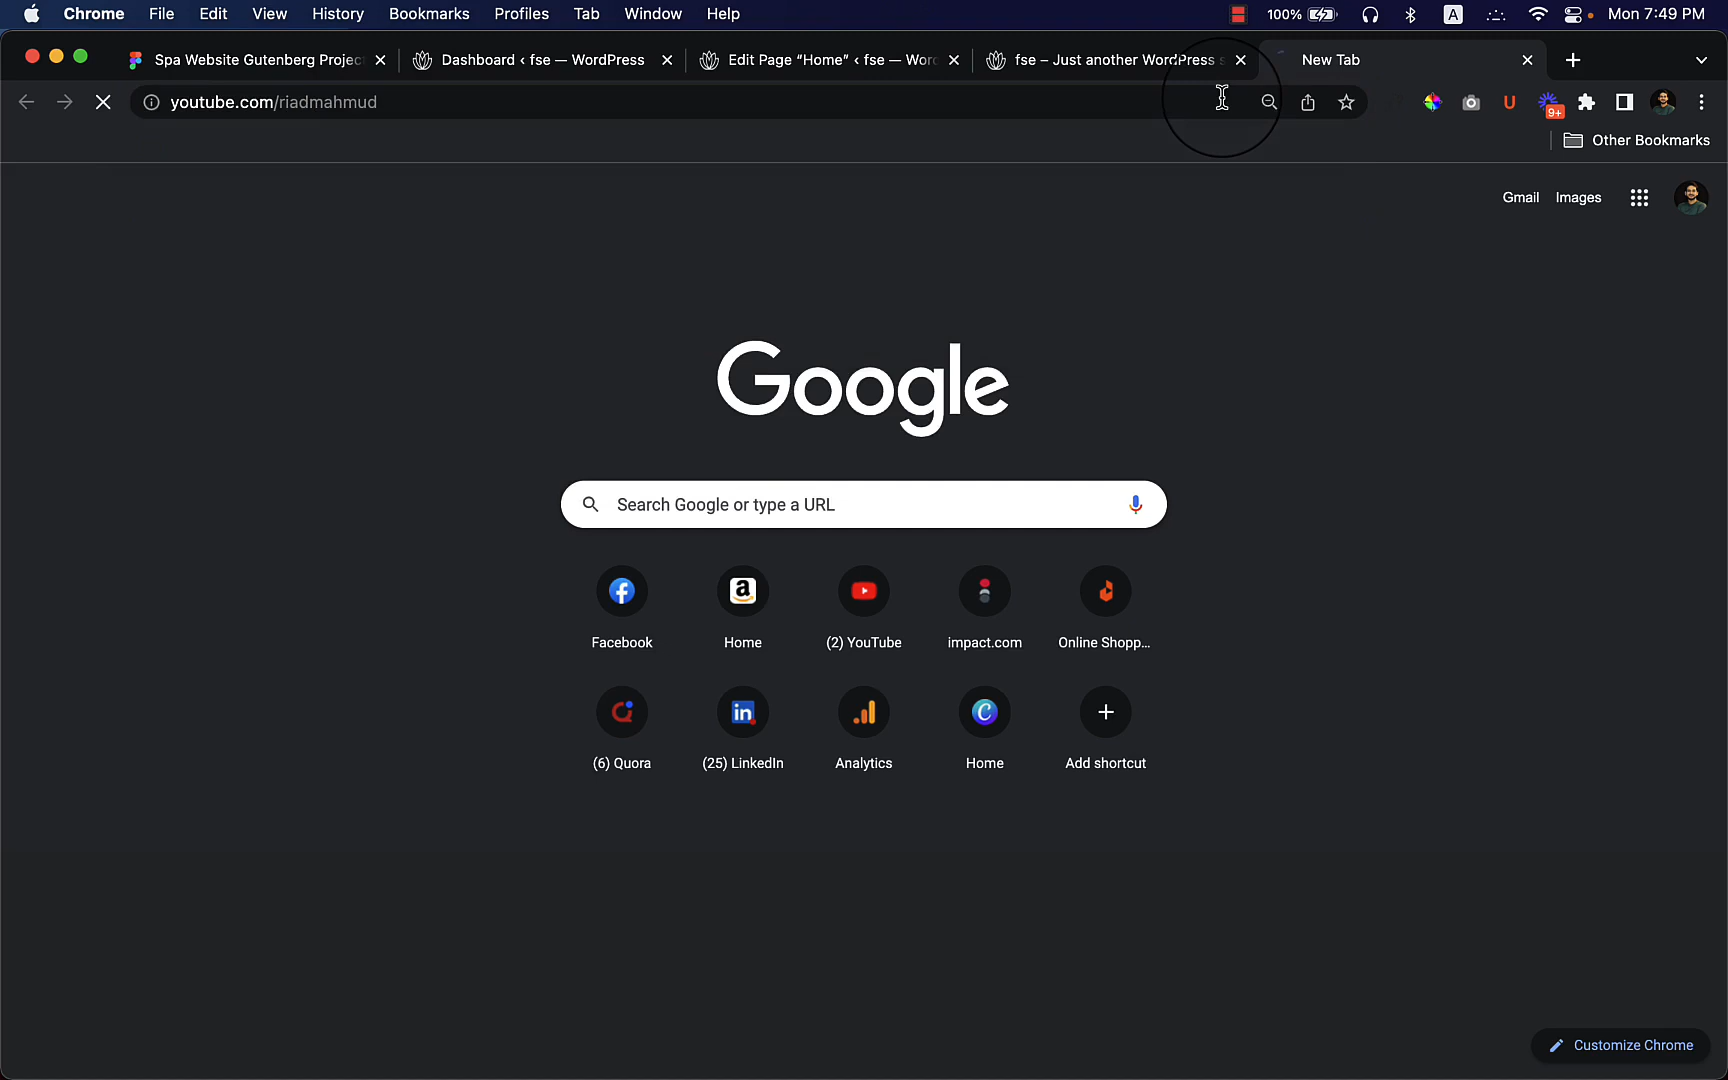 Chrome File Edit View History Bookmarks Profiles Tab Window Help 100% A Mon 7:49 PM
Spa Website Gutenberg Projec Dashboard ‹ fse — WordPress Edit Page “Home” ‹ fse — Wor fse – Just another WordPress s New Tab
youtube.com/riadmahmud U 9+
Other Bookmarks
Gmail Images
Google
Search Google or type a URL
Facebook Home (2) YouTube impact.com Online Shopp...
(6) Quora (25) LinkedIn Analytics Home Add shortcut
Customize Chrome